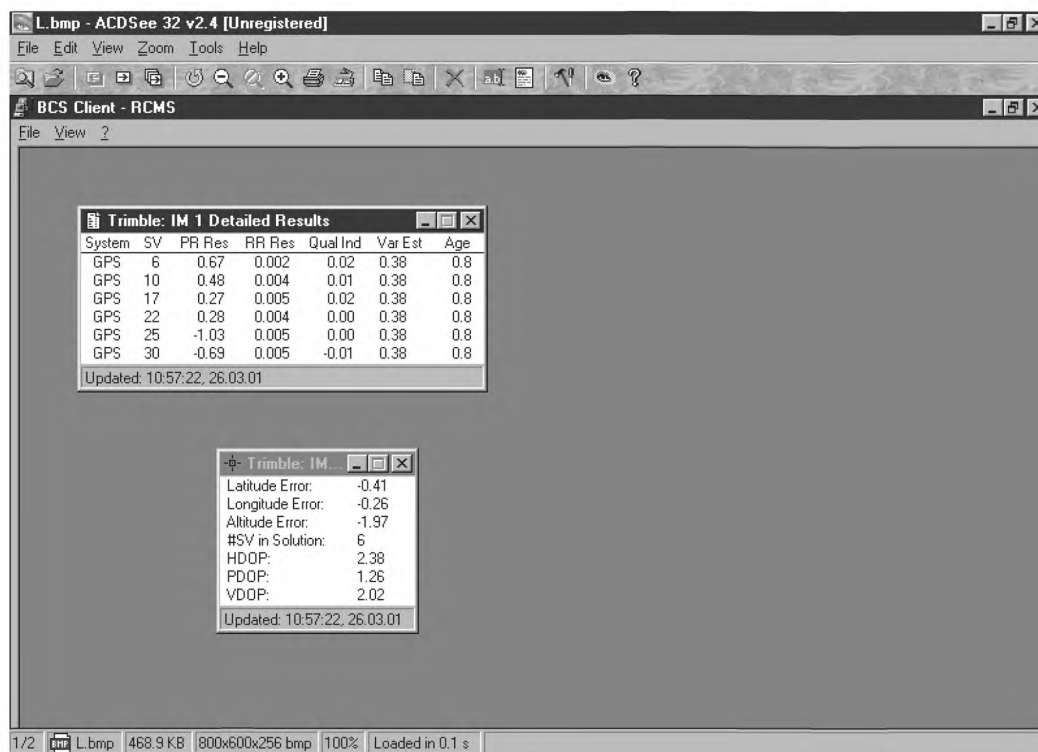 L.bmp - ACDSee 32 v2.4 [Unregistered]
File Edit View Zoom Tools Help
BCS Client - RCMS
File View ?
Trimble: IM 1 Detailed Results
System SV PR Res RR Res Qual Ind Var Est Age
GPS 6 0.67 0.002 0.02 0.38 0.8
GPS 10 0.48 0.004 0.01 0.38 0.8
GPS 17 0.27 0.005 0.02 0.38 0.8
GPS 22 0.28 0.004 0.00 0.38 0.8
GPS 25 -1.03 0.005 0.00 0.38 0.8
GPS 30 -0.69 0.005 -0.01 0.38 0.8
Updated: 10:57:22, 26.03.01
Trimble: IM...
Latitude Error: -0.41
Longitude Error: -0.26
Altitude Error: -1.97
#SV in Solution: 6
HDOP: 2.38
PDOP: 1.26
VDOP: 2.02
Updated: 10:57:22, 26.03.01
1/2 BMP L.bmp 468.9 KB 800x600x256 bmp 100% Loaded in 0.1 s